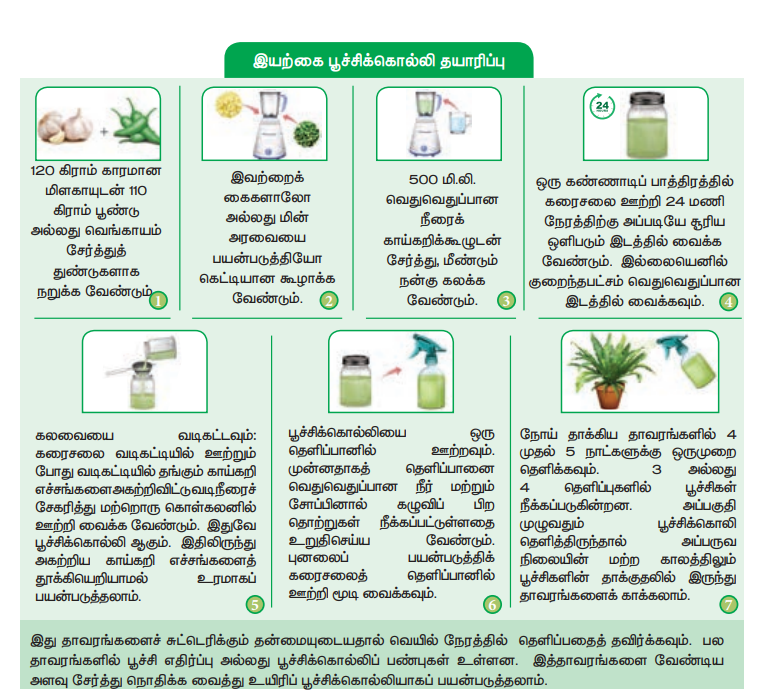 இயற்கை பூச்சிக்கொல்லி தயாரிப்பு
120 கிராம் காரமான
மிளகாயுடன் 110
கிராம் பூண்டு
அல்லது வெங்காயம்
சேர்த்துத்
துண்டுகளாக
நறுக்க வேண்டும்.
1
இவற்றைக்
கைகளாலோ
அல்லது மின்
அரவையை
பயன்படுத்தியோ
கெட்டியான கூழாக்க
வேண்டும்.
2
500 மி.லி.
வெதுவெதுப்பான
நீரைக்
காய்கறிக்கூழுடன்
சேர்த்து, மீண்டும்
நன்கு கலக்க
வேண்டும்.
3
24
ஒரு கண்ணாடிப் பாத்திரத்தில்
கரைசலை ஊற்றி 24 மணி
நேரத்திற்கு அப்படியே சூரிய
ஒளிபடும் இடத்தில் வைக்க
வேண்டும். இல்லையெனில்
குறைந்தபட்சம் வெதுவெதுப்பான
இடத்தில் வைக்கவும்.
4
கலவையை வடிகட்டவும்:
கரைசலை வடிகட்டியில் ஊற்றும்
போது வடிகட்டியில் தங்கும் காய்கறி
எச்சங்களைஅகற்றிவிட்டுவடிநீரைச்
சேகரித்து மற்றொரு கொள்கலனில்
ஊற்றி வைக்க வேண்டும். இதுவே
பூச்சிக்கொல்லி ஆகும். இதிலிருந்து
அகற்றிய காய்கறி எச்சங்களைத்
தூக்கியெறியாமல் உரமாகப்
பயன்படுத்தலாம்.
5
பூச்சிக்கொல்லியை ஒரு
தெளிப்பானில் ஊற்றவும்.
முன்னதாகத் தெளிப்பானை
வெதுவெதுப்பான நீர் மற்றும்
சோப்பினால் கழுவிப் பிற
தொற்றுகள் நீக்கப்பட்டுள்ளதை
உறுதிசெய்ய வேண்டும்.
புனலைப் பயன்படுத்திக்
கரைசலைத் தெளிப்பானில்
ஊற்றி மூடி வைக்கவும்.
6
நோய் தாக்கிய தாவரங்களில் 4
முதல் 5 நாட்களுக்கு ஒருமுறை
தெளிக்கவும். 3 அல்லது
4 தெளிப்புகளில் பூச்சிகள்
நீக்கப்படுகின்றன. அப்பகுதி
முழுவதும் பூச்சிக்கொலி
தெளித்திருந்தால் அப்பருவ
நிலையின் மற்ற காலத்திலும்
பூச்சிகளின் தாக்குதலில் இருந்து
தாவரங்களைக் காக்கலாம்.
7
இது தாவரங்களைச் சுட்டெரிக்கும் தன்மையுடையதால் வெயில் நேரத்தில் தெளிப்பதைத் தவிர்க்கவும். பல
தாவரங்களில் பூச்சி எதிர்ப்பு அல்லது பூச்சிக்கொல்லிப் பண்புகள் உள்ளன. இத்தாவரங்களை வேண்டிய
அளவு சேர்த்து நொதிக்க வைத்து உயிரிப் பூச்சிக்கொல்லியாகப் பயன்படுத்தலாம்.